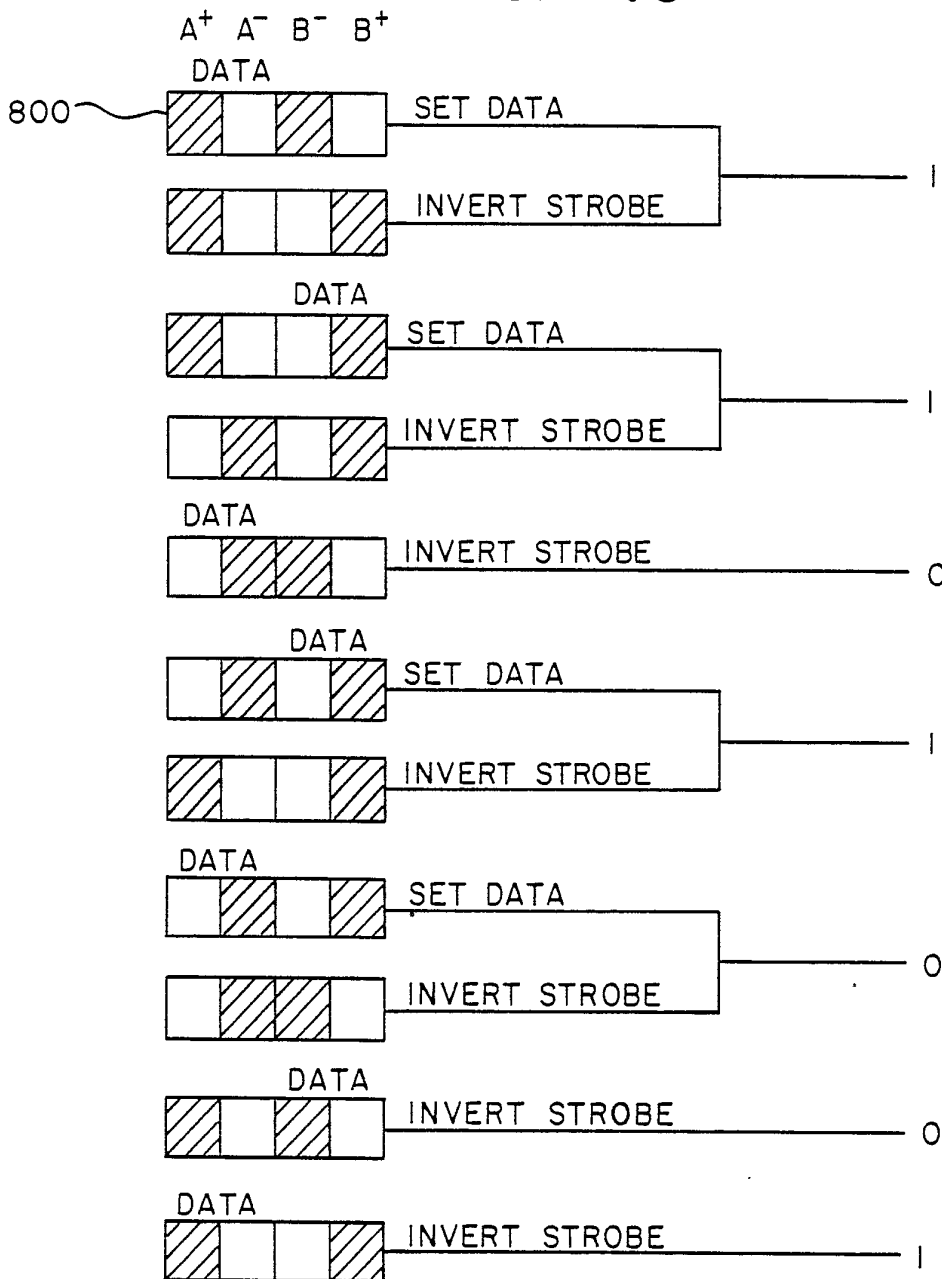 A+ A- B- B+
DATA
800
SET DATA
1
INVERT STROBE
DATA
SET DATA
1
INVERT STROBE
DATA
INVERT STROBE
0
DATA
SET DATA
1
INVERT STROBE
DATA
SET DATA
0
INVERT STROBE
DATA
INVERT STROBE
0
DATA
INVERT STROBE
1